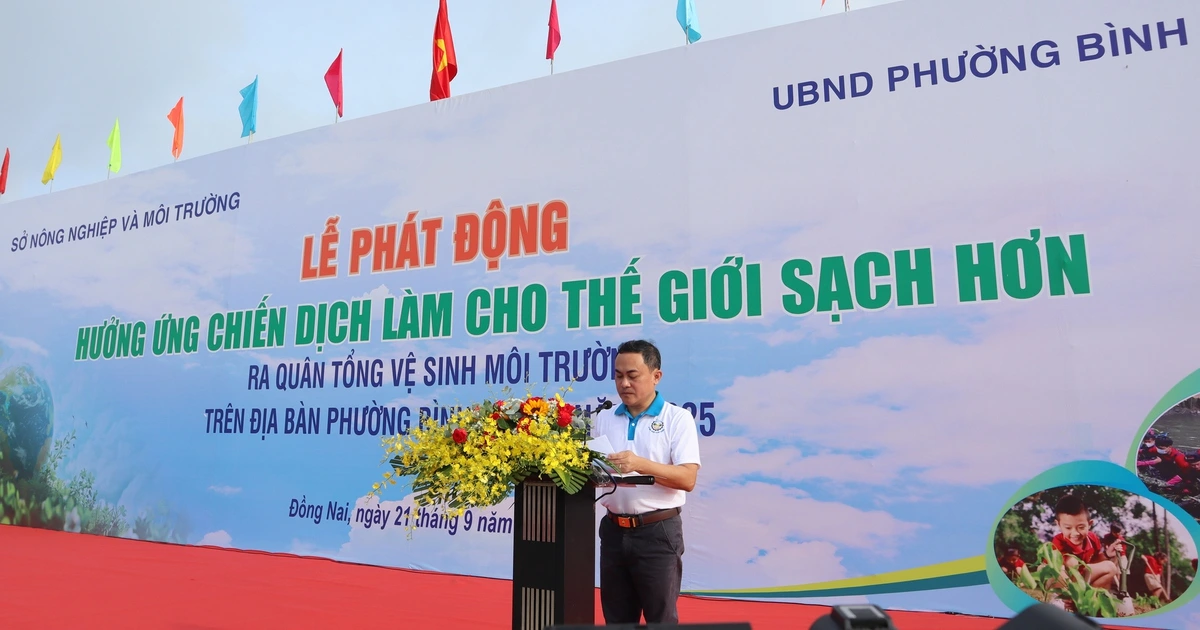 SỞ NÔNG NGHIỆP VÀ MÔI TRƯỜNG
UBND PHƯỜNG BÌNH
LỄ PHÁT ĐỘNG
HƯỞNG ỨNG CHIẾN DỊCH LÀM CHO THẾ GIỚI SẠCH HƠN
RA QUÂN TỔNG VỆ SINH MÔI TRƯỜN
TRÊN ĐỊA BÀN PHƯỜNG BÌNH
Đồng Nai, ngày 21 tháng 9 năm